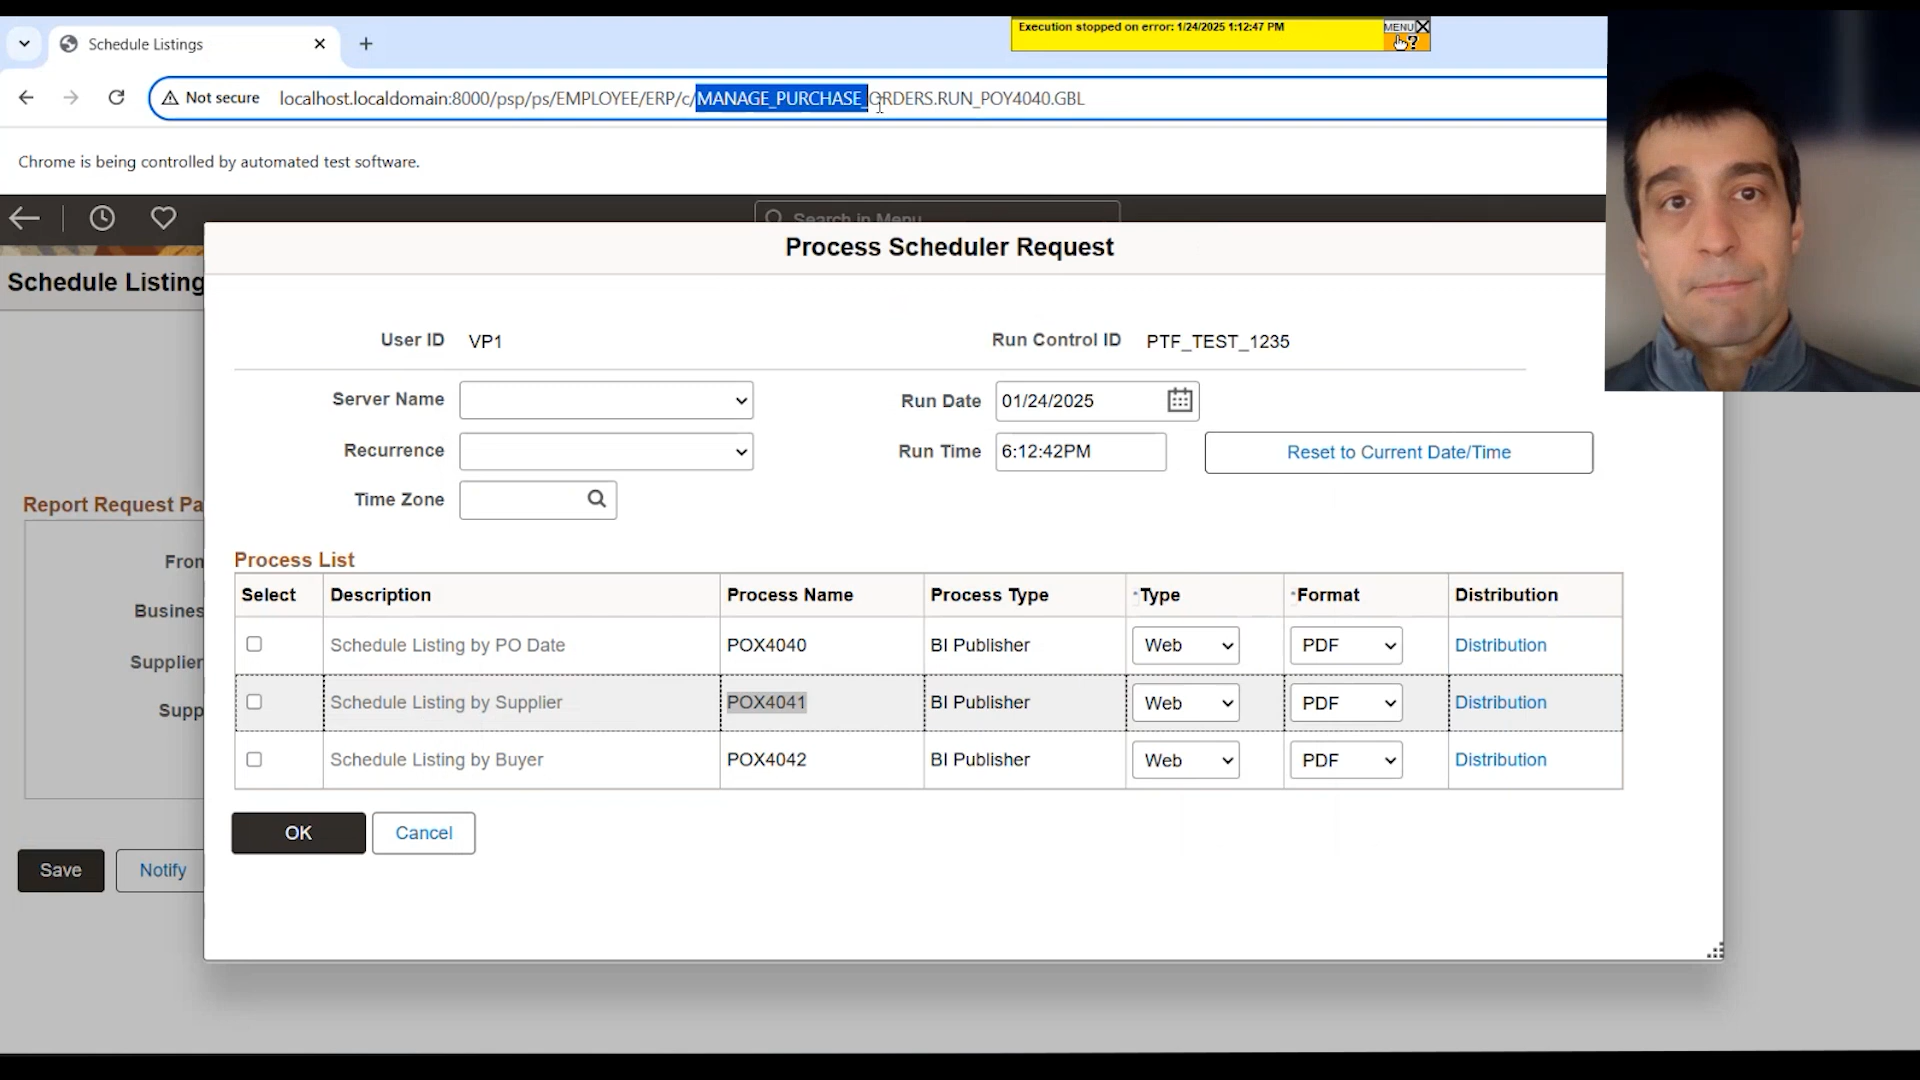 Schedule Listings
Execution stopped on error: 1/24/2025 1:12:47 PM
MENU
?
Not secure
localhost.localdomain:8000/psp/ps/EMPLOYEE/ERP/c/MANAGE_PURCHASE_ORDERS.RUN_POY4040.GBL
Chrome is being controlled by automated test software.
Search in Menu
Process Scheduler Request
Schedule Listing
User ID VP1
Run Control ID PTF_TEST_1235
Server Name
Run Date 01/24/2025
Recurrence
Run Time 6:12:42PM
Reset to Current Date/Time
Time Zone
Report Request Pa
From
Busines
Supplier
Supp
Process List
Select Description Process Name Process Type *Type *Format Distribution
Schedule Listing by PO Date POX4040 BI Publisher Web PDF Distribution
Schedule Listing by Supplier POX4041 BI Publisher Web PDF Distribution
Schedule Listing by Buyer POX4042 BI Publisher Web PDF Distribution
OK Cancel
Save Notify